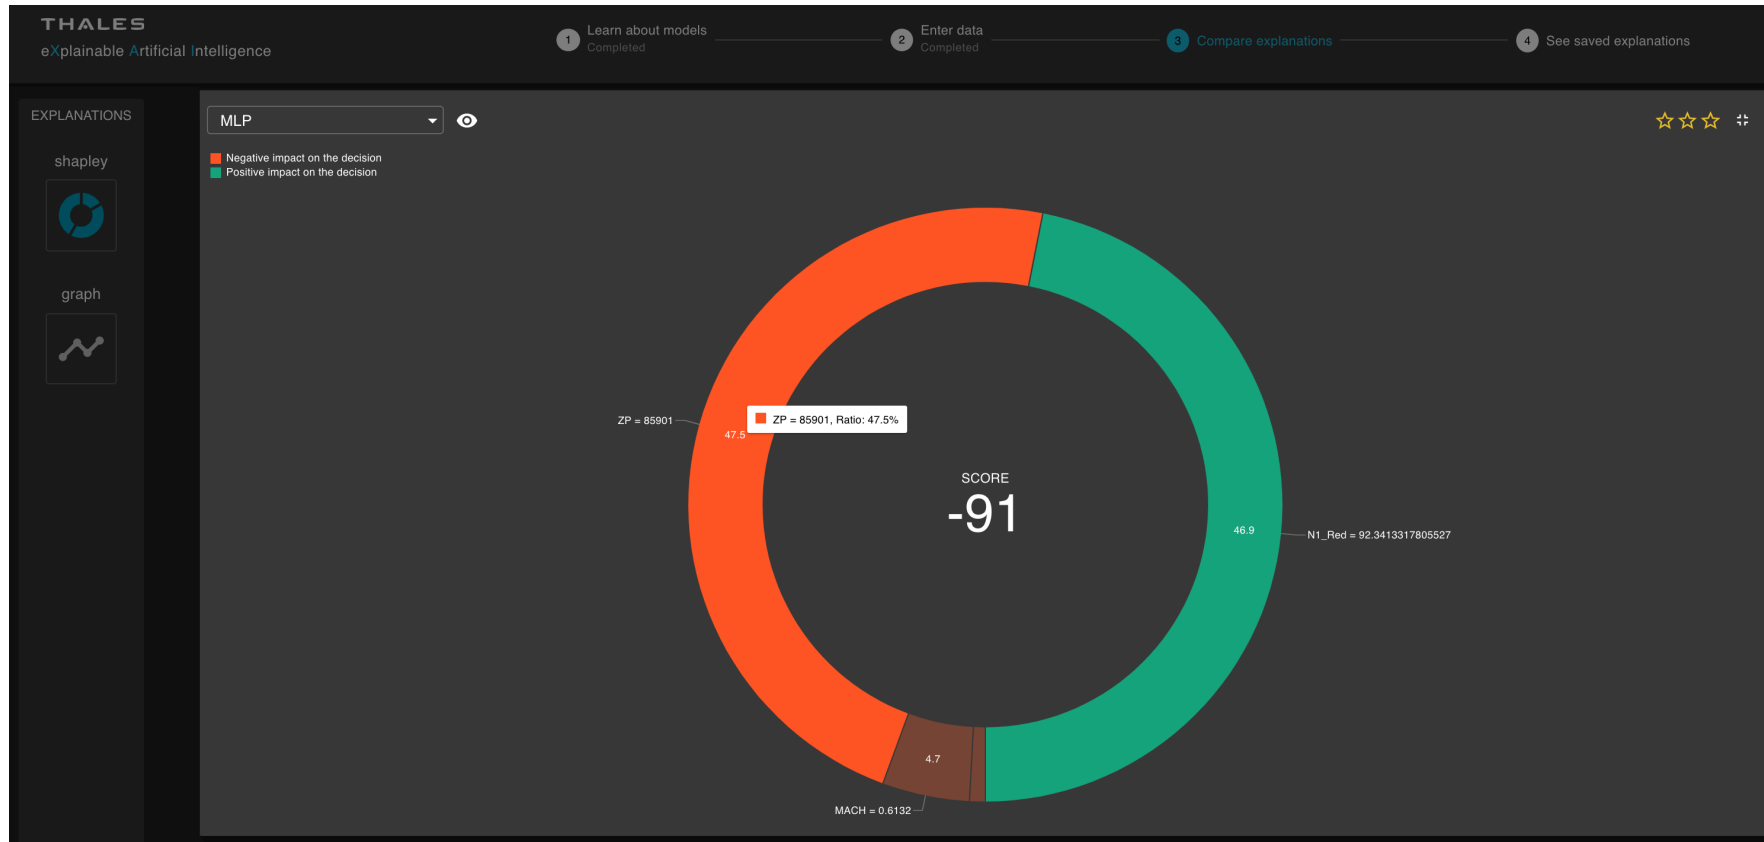 THALES
eXplainable Artificial Intelligence
1 Learn about models
Completed
2 Enter data
Completed
3 Compare explanations
4 See saved explanations
EXPLANATIONS
shapley
graph
MLP
Negative impact on the decision
Positive impact on the decision
ZP = 85901
47.5
ZP = 85901, Ratio: 47.5%
SCORE
-91
46.9
N1_Red = 92.3413317805527
4.7
MACH = 0.6132